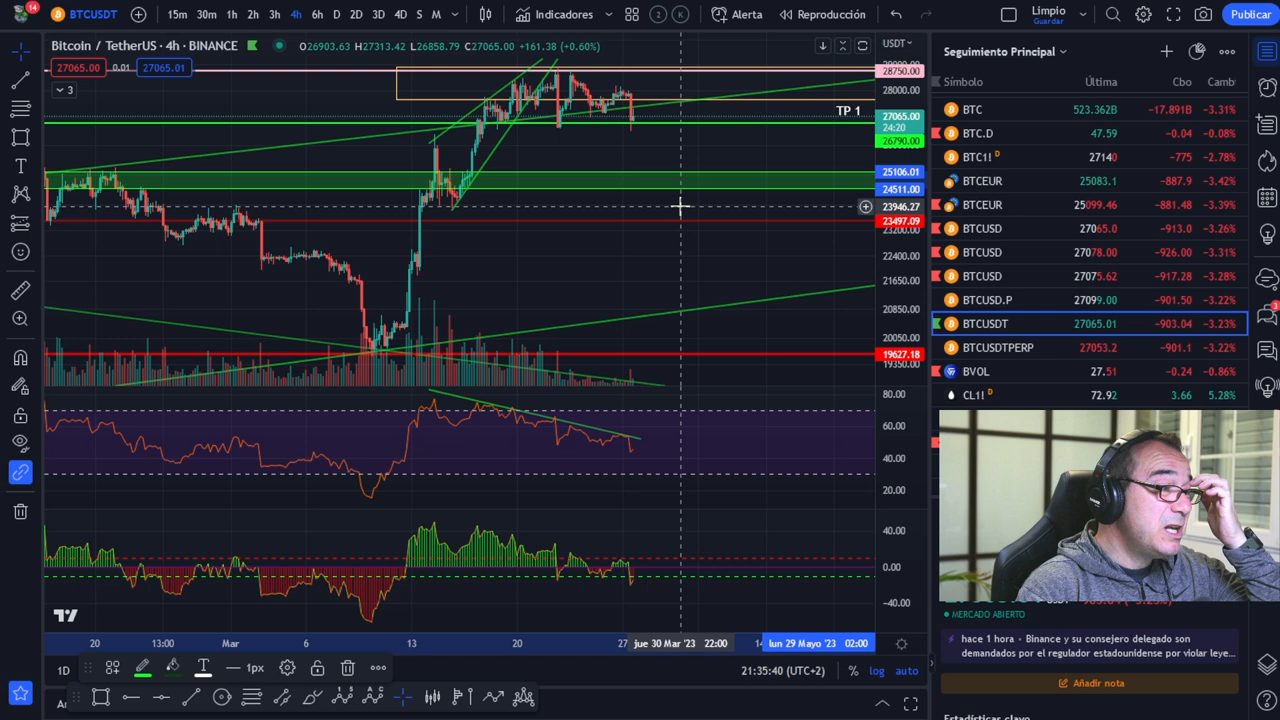 14
BTCUSDT
15m 30m 1h 2h 3h 4h 6h D 2D 3D 4D S M
Indicadores
2 K
Alerta
Reproducción
Limpio
Guardar
Publicar
Bitcoin / TetherUS · 4h · BINANCE
O26903.63 H27313.42 L26858.79 C27065.00 +161.38 (+0.60%)
27065.00 0.01 27065.01
3
USDT
28750.00
28000.00
TP 1
27065.00
24:20
26790.00
25106.01
24511.00
23946.27
23497.09
23200.00
22400.00
21650.00
20850.00
20050.00
19627.18
19350.00
80.00
60.00
40.00
20.00
40.00
0.00
−40.00
20 13:00 Mar 6 13 20 27 jue 30 Mar '23 22:00 lun 29 Mayo '23 02:00
1D
1px
21:35:40 (UTC+2)
% log auto
Seguimiento Principal
Símbolo Última Cbo Camb
BTC 523.362B −17.891B −3.31%
BTC.D 47.59 −0.04 −0.08%
BTC1! D 27140 −775 −2.78%
BTCEUR 25083.1 −887.9 −3.42%
BTCEUR 25099.46 −881.48 −3.39%
BTCUSD 27065.0 −913.0 −3.26%
BTCUSD 27078.00 −926.00 −3.31%
BTCUSD 27075.62 −917.28 −3.28%
BTCUSD.P 27099.00 −901.50 −3.22%
BTCUSDT 27065.01 −903.04 −3.23%
BTCUSDTPERP 27053.2 −901.1 −3.22%
BVOL 27.51 −0.24 −0.86%
CL1! D 72.92 3.66 5.28%
3
MERCADO ABIERTO
hace 1 hora · Binance y su consejero delegado son
demandados por el regulador estadounidense por violar leye...
Añadir nota